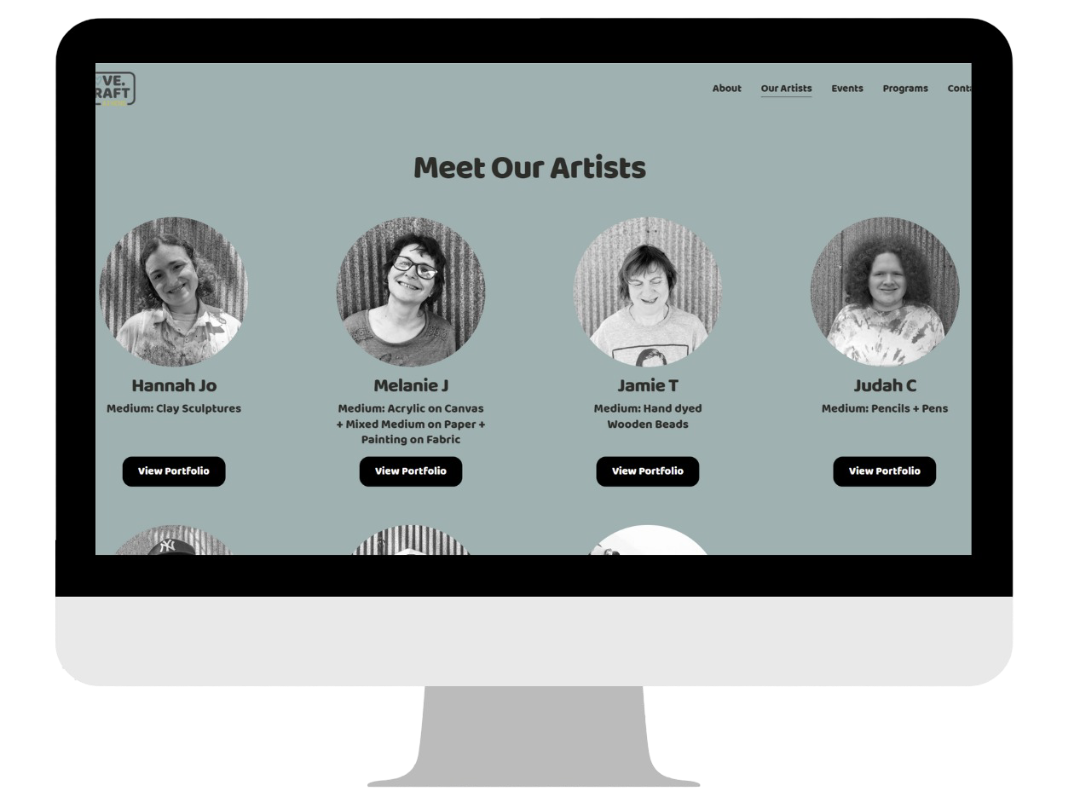 VE.
RAFT
About Our Artists Events Programs Conta
Meet Our Artists
Hannah Jo Melanie J Jamie T Judah C
Medium: Clay Sculptures
Medium: Acrylic on Canvas
+ Mixed Medium on Paper +
Painting on Fabric
Medium: Hand dyed
Wooden Beads
Medium: Pencils + Pens
View Portfolio View Portfolio View Portfolio View Portfolio